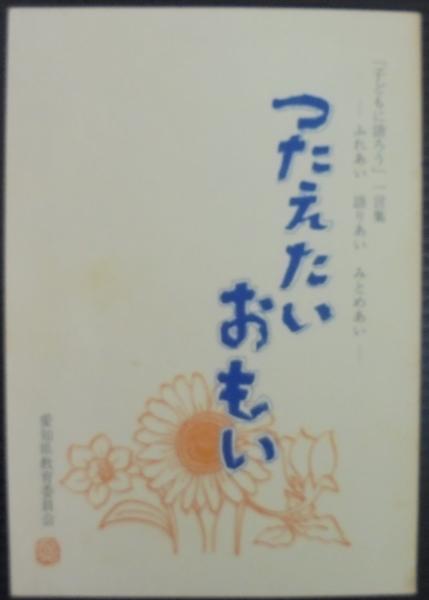 「子どもに語ろう」一言集
― ふれあい 語りあい みとめあい ―
つたえたい
おもい
愛知県教育委員会